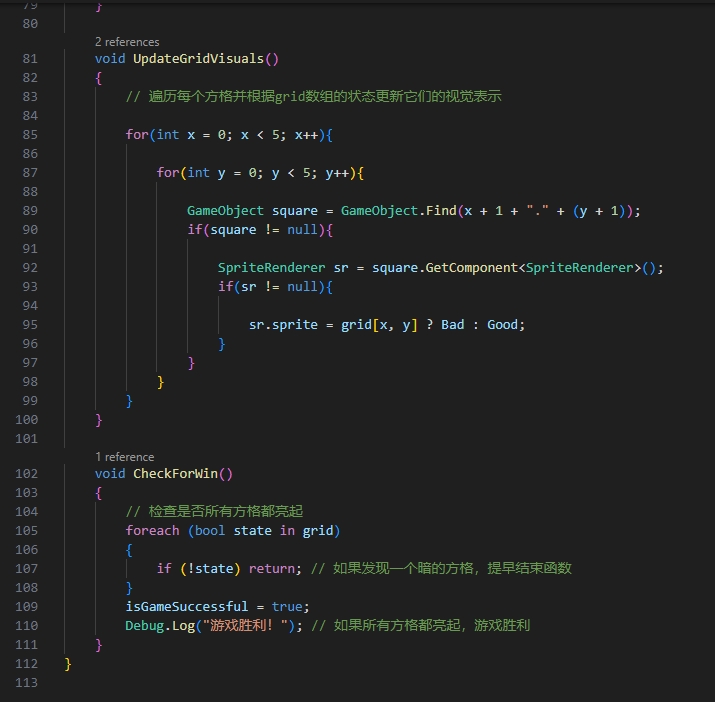 79 }
80
2 references
81 void UpdateGridVisuals()
82 {
83 // 遍历每个方格并根据grid数组的状态更新它们的视觉表示
84
85 for(int x = 0; x < 5; x++){
86
87 for(int y = 0; y < 5; y++){
88
89 GameObject square = GameObject.Find(x + 1 + "." + (y + 1));
90 if(square != null){
91
92 SpriteRenderer sr = square.GetComponent<SpriteRenderer>();
93 if(sr != null){
94
95 sr.sprite = grid[x, y] ? Bad : Good;
96 }
97 }
98 }
99 }
100 }
101
1 reference
102 void CheckForWin()
103 {
104 // 检查是否所有方格都亮起
105 foreach (bool state in grid)
106 {
107 if (!state) return; // 如果发现一个暗的方格，提早结束函数
108 }
109 isGameSuccessful = true;
110 Debug.Log("游戏胜利！"); // 如果所有方格都亮起，游戏胜利
111 }
112 }
113